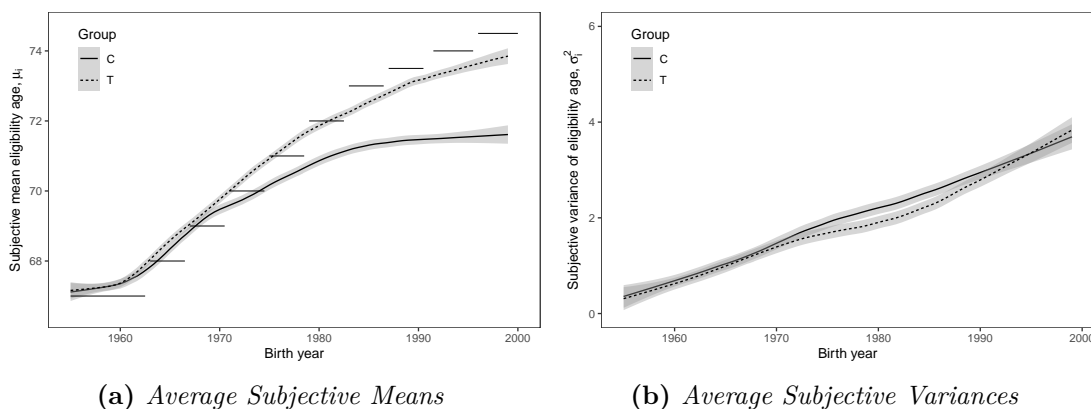 Group
C
T
Subjective mean eligibility age, μi
74
72
70
68
1960
1970
1980
1990
2000
Birth year
(a) Average Subjective Means
Group
C
T
Subjective variance of eligibility age, σi²
6
4
2
0
1960
1970
1980
1990
2000
Birth year
(b) Average Subjective Variances